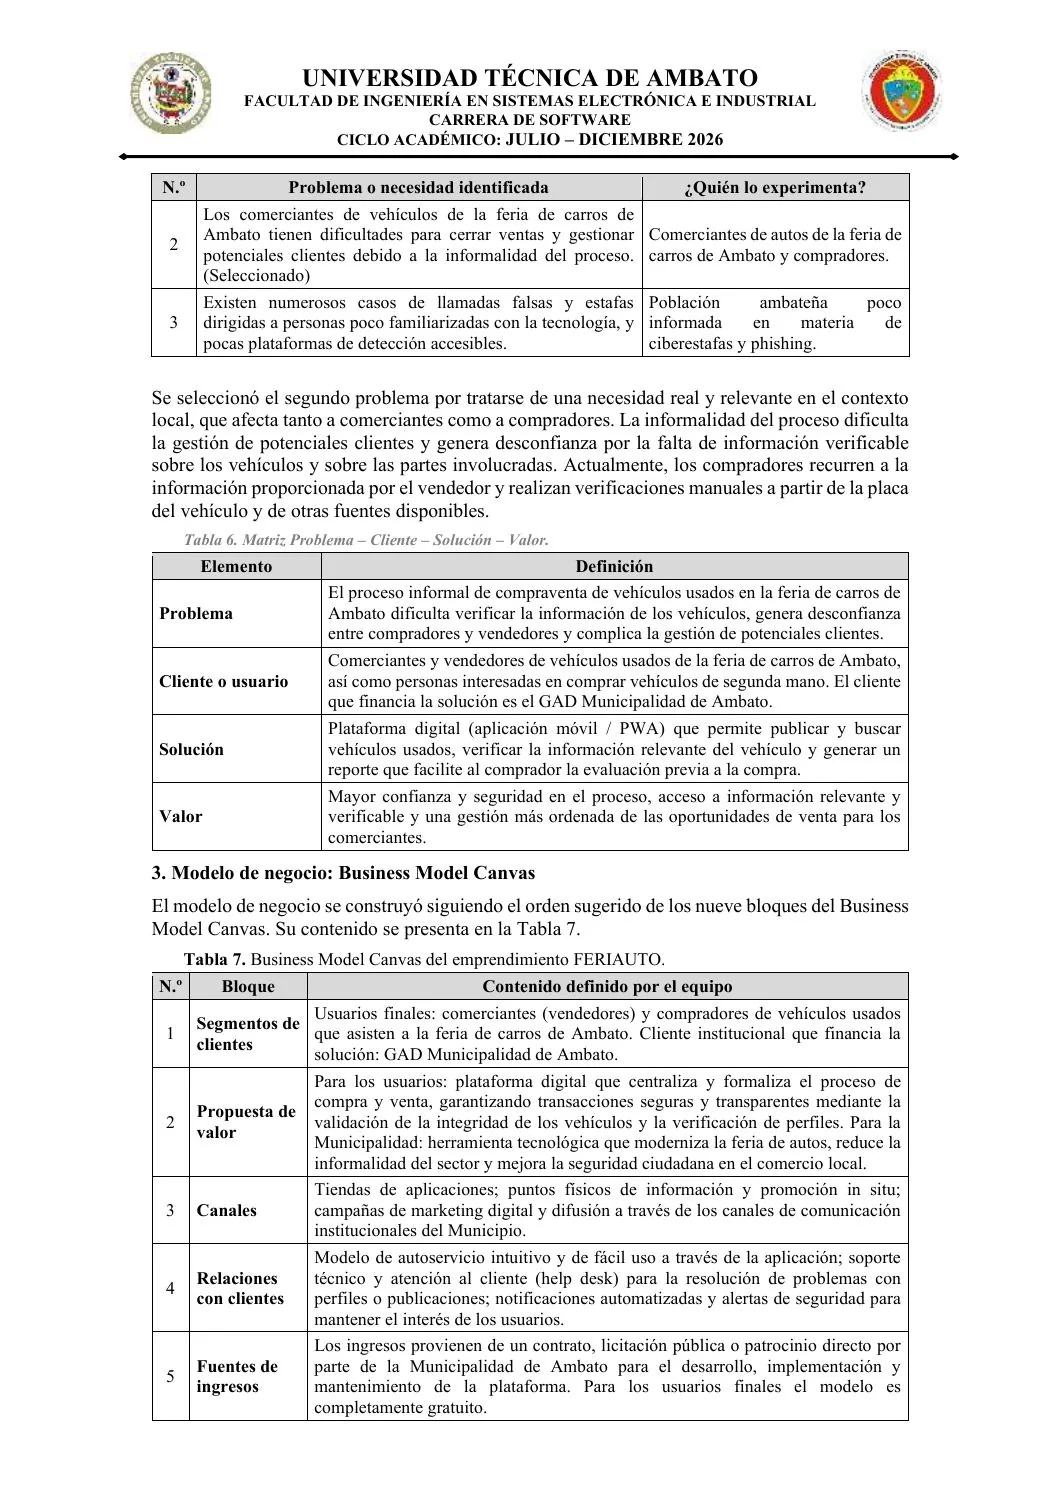 UNIVERSIDAD TÉCNICA DE AMBATO
FACULTAD DE INGENIERÍA EN SISTEMAS ELECTRÓNICA E INDUSTRIAL
CARRERA DE SOFTWARE
CICLO ACADÉMICO: JULIO – DICIEMBRE 2026
N.º Problema o necesidad identificada ¿Quién lo experimenta?
2
Los comerciantes de vehículos de la feria de carros de
Ambato tienen dificultades para cerrar ventas y gestionar
potenciales clientes debido a la informalidad del proceso.
(Seleccionado)
Comerciantes de autos de la feria de
carros de Ambato y compradores.
3
Existen numerosos casos de llamadas falsas y estafas
dirigidas a personas poco familiarizadas con la tecnología, y
pocas plataformas de detección accesibles.
Población ambateña poco
informada en materia de
ciberestafas y phishing.
Se seleccionó el segundo problema por tratarse de una necesidad real y relevante en el contexto
local, que afecta tanto a comerciantes como a compradores. La informalidad del proceso dificulta
la gestión de potenciales clientes y genera desconfianza por la falta de información verificable
sobre los vehículos y sobre las partes involucradas. Actualmente, los compradores recurren a la
información proporcionada por el vendedor y realizan verificaciones manuales a partir de la placa
del vehículo y de otras fuentes disponibles.
Tabla 6. Matriz Problema – Cliente – Solución – Valor.
Elemento Definición
Problema
El proceso informal de compraventa de vehículos usados en la feria de carros de
Ambato dificulta verificar la información de los vehículos, genera desconfianza
entre compradores y vendedores y complica la gestión de potenciales clientes.
Cliente o usuario
Comerciantes y vendedores de vehículos usados de la feria de carros de Ambato,
así como personas interesadas en comprar vehículos de segunda mano. El cliente
que financia la solución es el GAD Municipalidad de Ambato.
Solución
Plataforma digital (aplicación móvil / PWA) que permite publicar y buscar
vehículos usados, verificar la información relevante del vehículo y generar un
reporte que facilite al comprador la evaluación previa a la compra.
Valor
Mayor confianza y seguridad en el proceso, acceso a información relevante y
verificable y una gestión más ordenada de las oportunidades de venta para los
comerciantes.
3. Modelo de negocio: Business Model Canvas
El modelo de negocio se construyó siguiendo el orden sugerido de los nueve bloques del Business
Model Canvas. Su contenido se presenta en la Tabla 7.
Tabla 7. Business Model Canvas del emprendimiento FERIAUTO.
N.º Bloque Contenido definido por el equipo
1
Segmentos de
clientes
Usuarios finales: comerciantes (vendedores) y compradores de vehículos usados
que asisten a la feria de carros de Ambato. Cliente institucional que financia la
solución: GAD Municipalidad de Ambato.
2
Propuesta de
valor
Para los usuarios: plataforma digital que centraliza y formaliza el proceso de
compra y venta, garantizando transacciones seguras y transparentes mediante la
validación de la integridad de los vehículos y la verificación de perfiles. Para la
Municipalidad: herramienta tecnológica que moderniza la feria de autos, reduce la
informalidad del sector y mejora la seguridad ciudadana en el comercio local.
3
Canales
Tiendas de aplicaciones; puntos físicos de información y promoción in situ;
campañas de marketing digital y difusión a través de los canales de comunicación
institucionales del Municipio.
4
Relaciones
con clientes
Modelo de autoservicio intuitivo y de fácil uso a través de la aplicación; soporte
técnico y atención al cliente (help desk) para la resolución de problemas con
perfiles o publicaciones; notificaciones automatizadas y alertas de seguridad para
mantener el interés de los usuarios.
5
Fuentes de
ingresos
Los ingresos provienen de un contrato, licitación pública o patrocinio directo por
parte de la Municipalidad de Ambato para el desarrollo, implementación y
mantenimiento de la plataforma. Para los usuarios finales el modelo es
completamente gratuito.